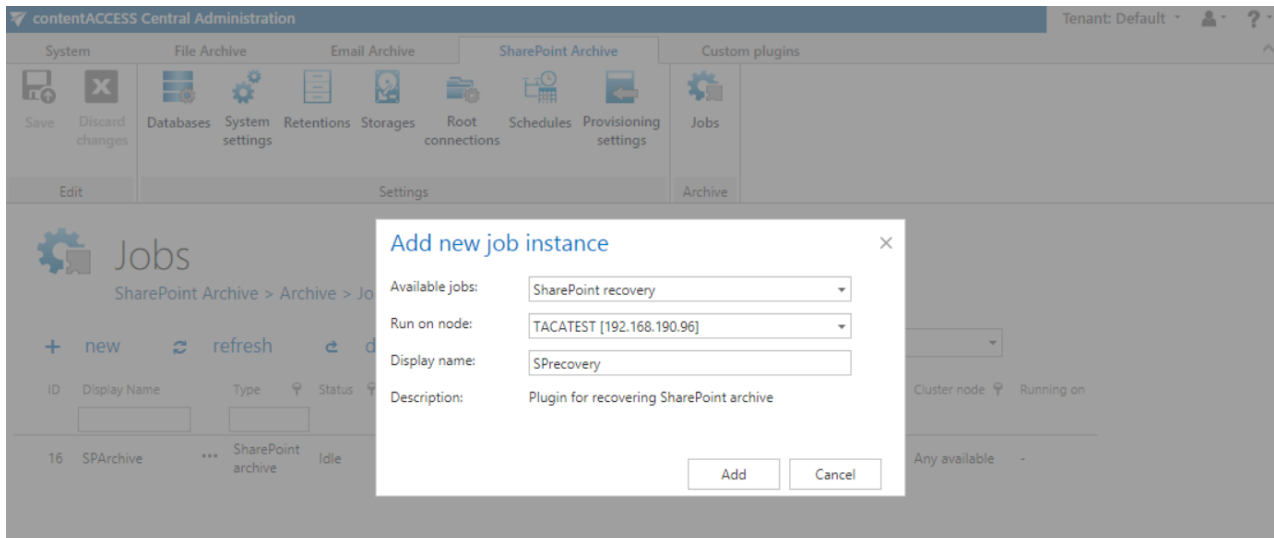 contentACCESS Central Administration
Tenant: Default
?
System
File Archive
Email Archive
SharePoint Archive
Custom plugins
Save
Discard changes
Databases
System settings
Retentions
Storages
Root connections
Schedules
Provisioning settings
Jobs
Edit
Settings
Archive
Jobs
SharePoint Archive > Archive > Jo
+ new
refresh
d
ID
Display Name
Type
Status
Cluster node
Running on
16
SPArchive
...
SharePoint archive
Idle
Any available
-
Add new job instance
Available jobs:
SharePoint recovery
Run on node:
TACATEST [192.168.190.96]
Display name:
SPrecovery
Description:
Plugin for recovering SharePoint archive
Add
Cancel